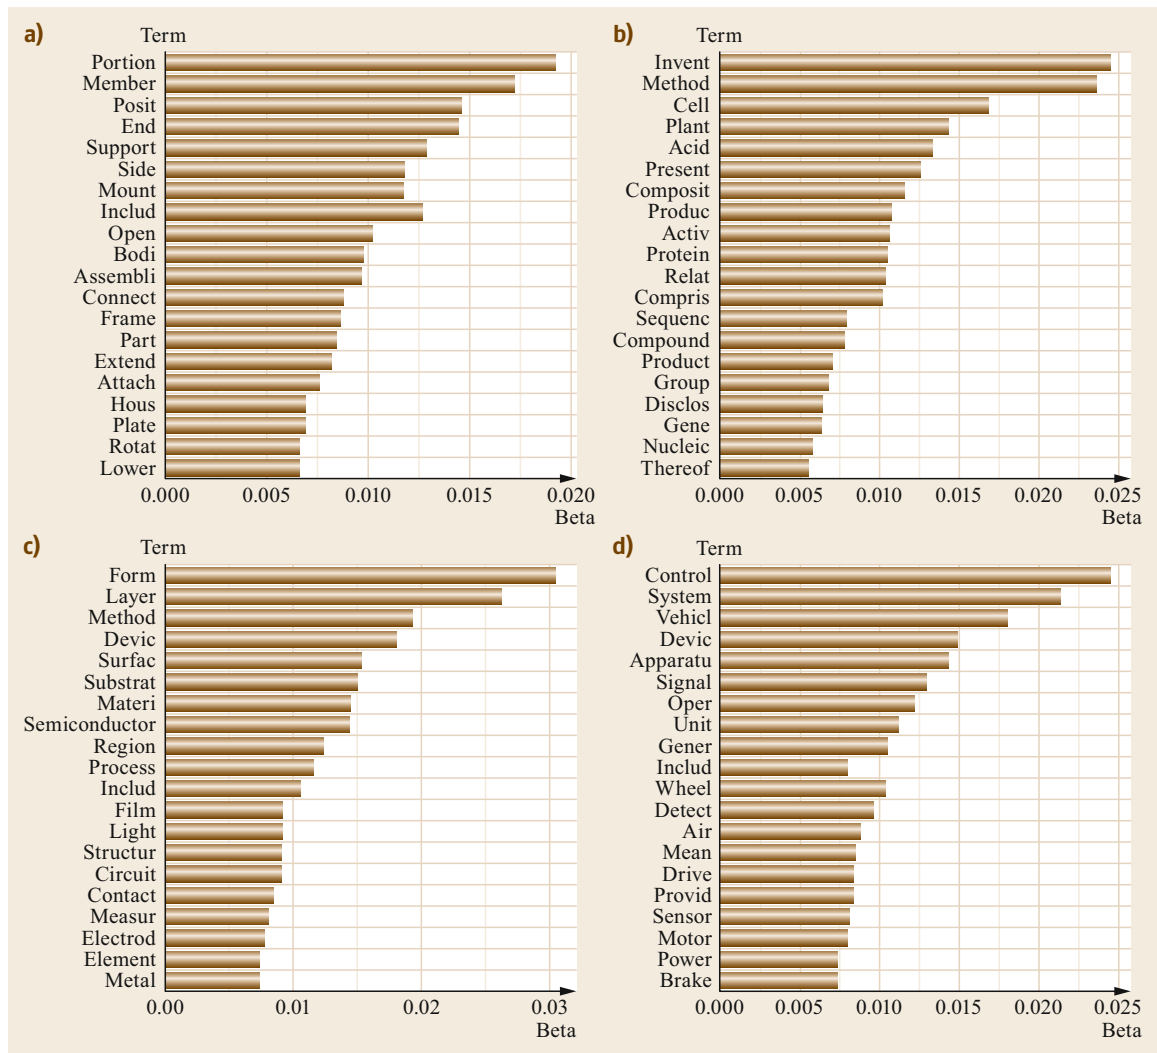 a)
Term
Portion
Member
Posit
End
Support
Side
Mount
Includ
Open
Bodi
Assembli
Connect
Frame
Part
Extend
Attach
Hous
Plate
Rotat
Lower
0.000 0.005 0.010 0.015 0.020
Beta
b)
Term
Invent
Method
Cell
Plant
Acid
Present
Composit
Produc
Activ
Protein
Relat
Compris
Sequenc
Compound
Product
Group
Disclos
Gene
Nucleic
Thereof
0.000 0.005 0.010 0.015 0.020 0.025
Beta
c)
Term
Form
Layer
Method
Devic
Surfac
Substrat
Materi
Semiconductor
Region
Process
Includ
Film
Light
Structur
Circuit
Contact
Measur
Electrod
Element
Metal
0.00 0.01 0.02 0.03
Beta
d)
Term
Control
System
Vehicl
Devic
Apparatu
Signal
Oper
Unit
Gener
Includ
Wheel
Detect
Air
Mean
Drive
Provid
Sensor
Motor
Power
Brake
0.000 0.005 0.010 0.015 0.020 0.025
Beta